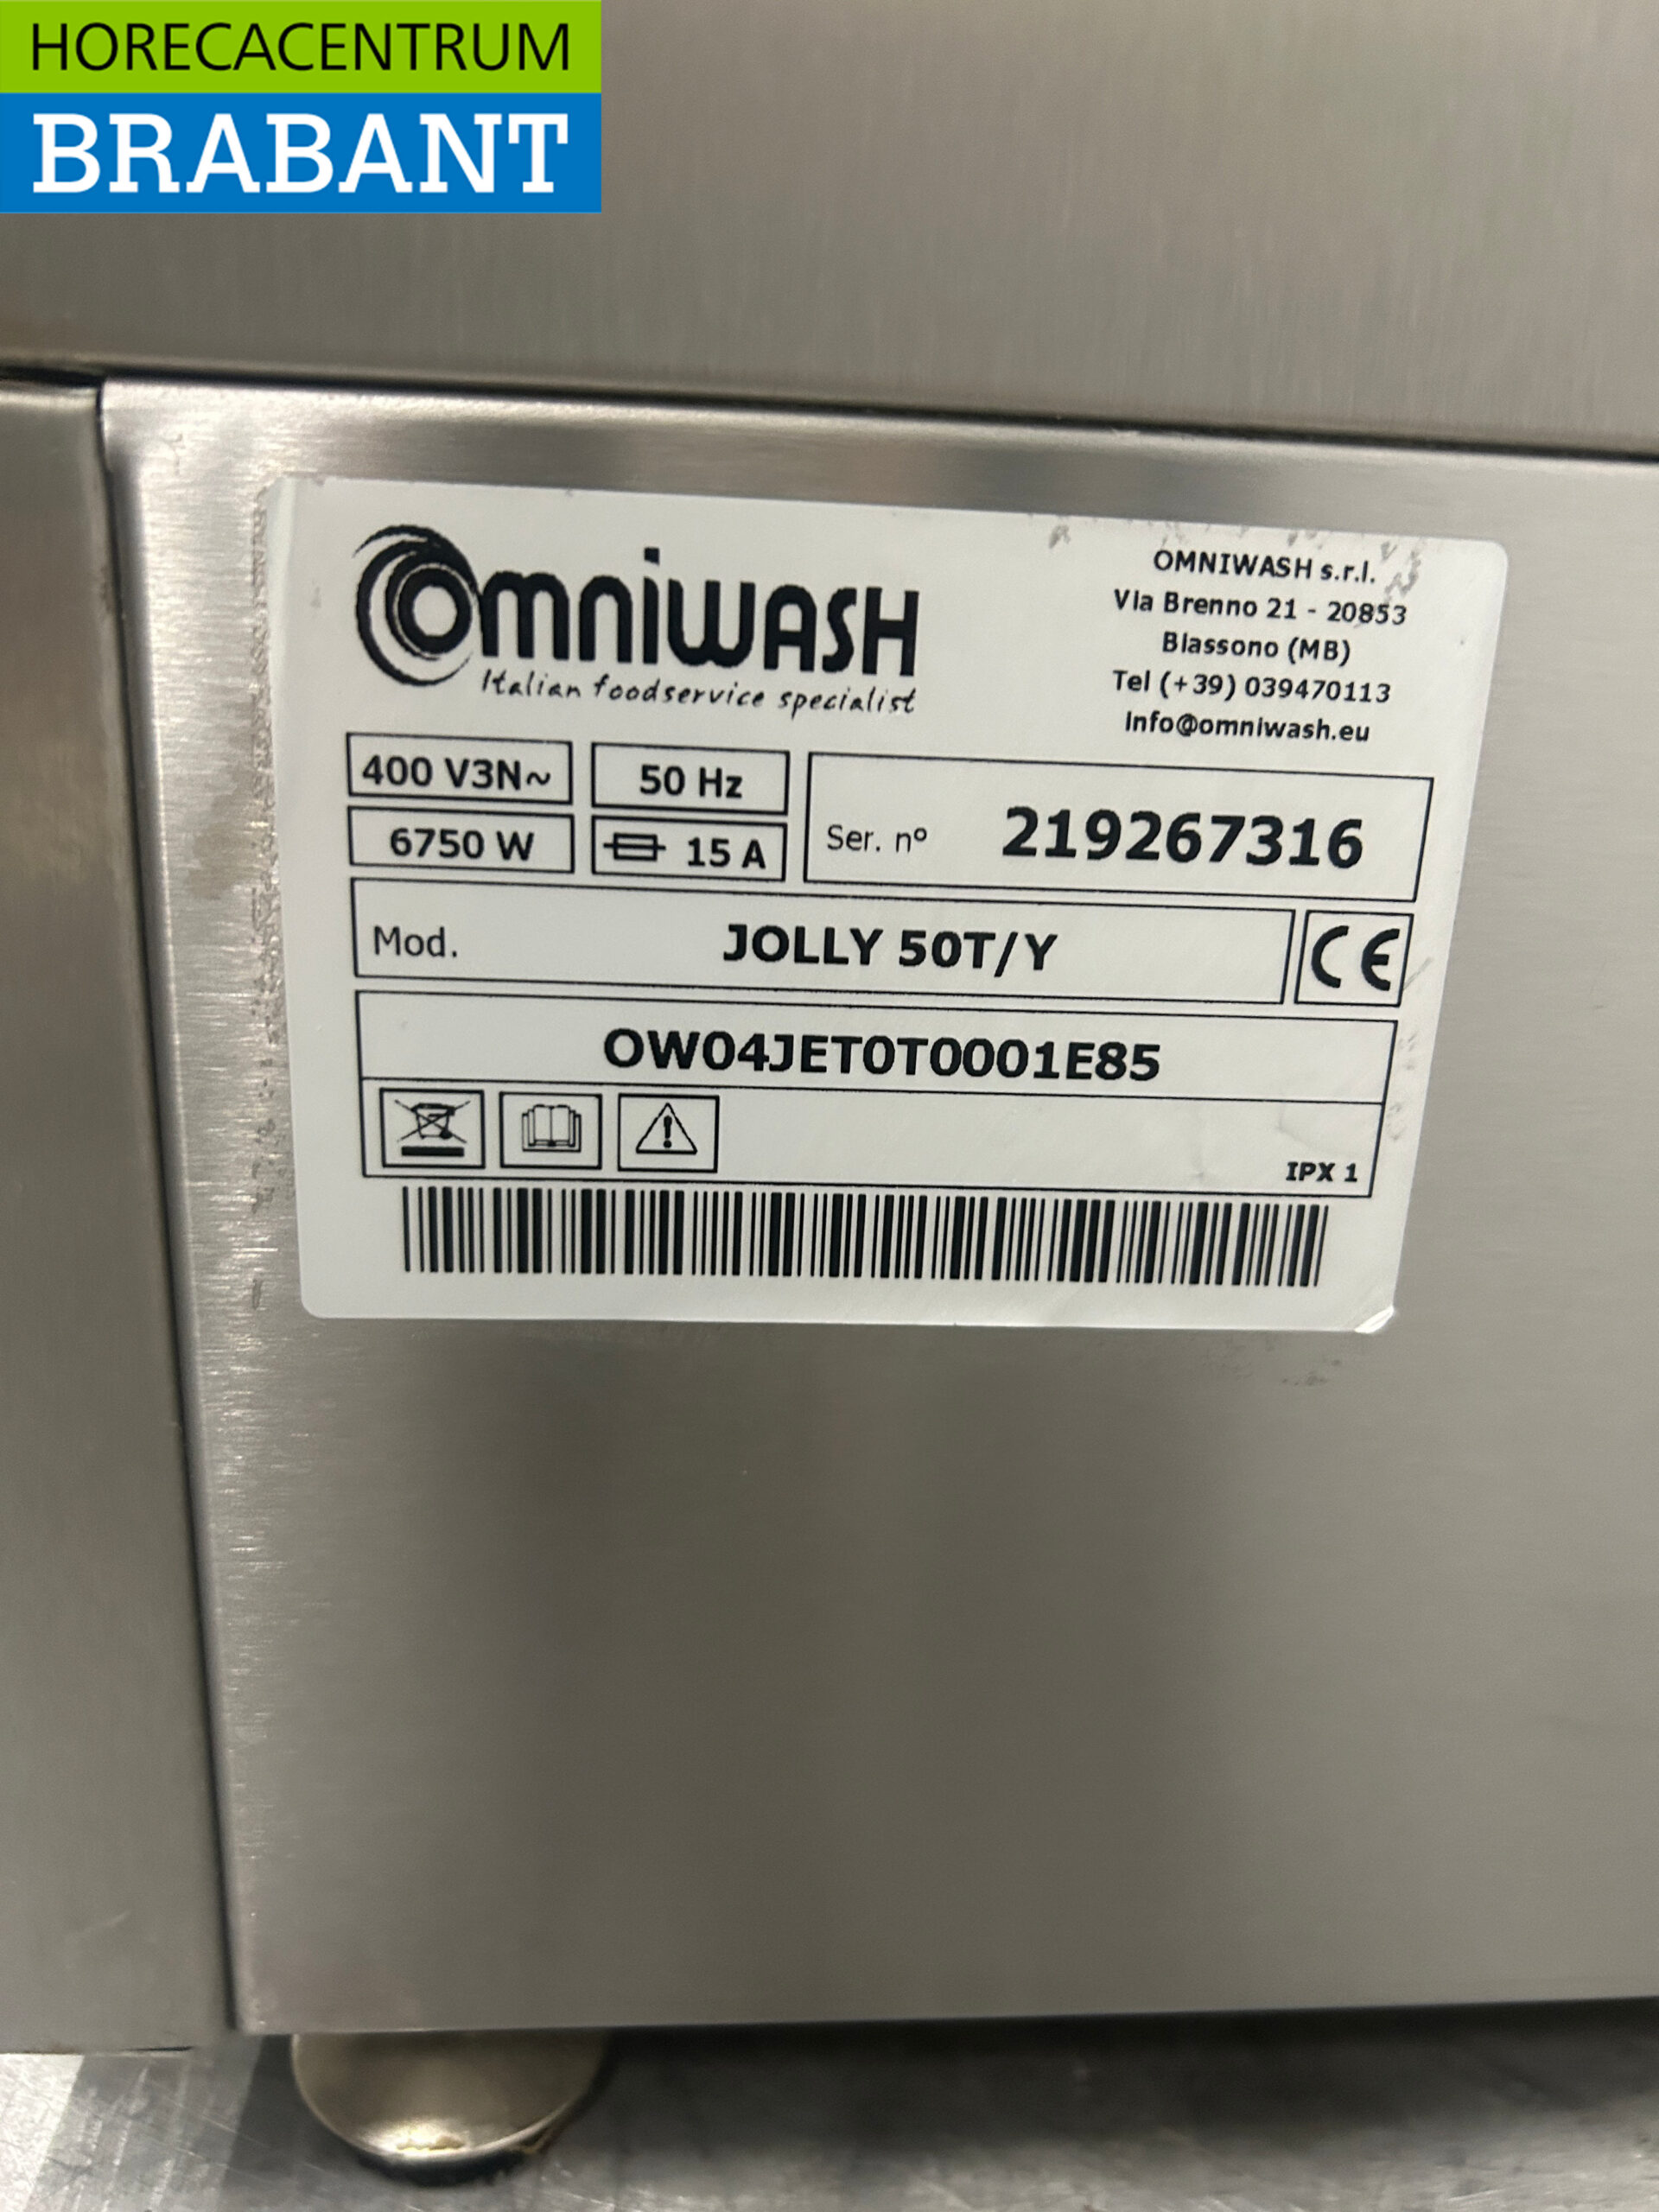 HORECACENTRUM
BRABANT
OmniWASH
Italian foodservice specialist
OMNIWASH s.r.l.
Via Brenno 21 - 20853
Biassono (MB)
Tel (+39) 039470113
info@omniwash.eu
400 V3N~
50 Hz
6750 W
15 A
Ser. nº 219267316
Mod. JOLLY 50T/Y
CE
OW04JET0T0001E85
IPX 1